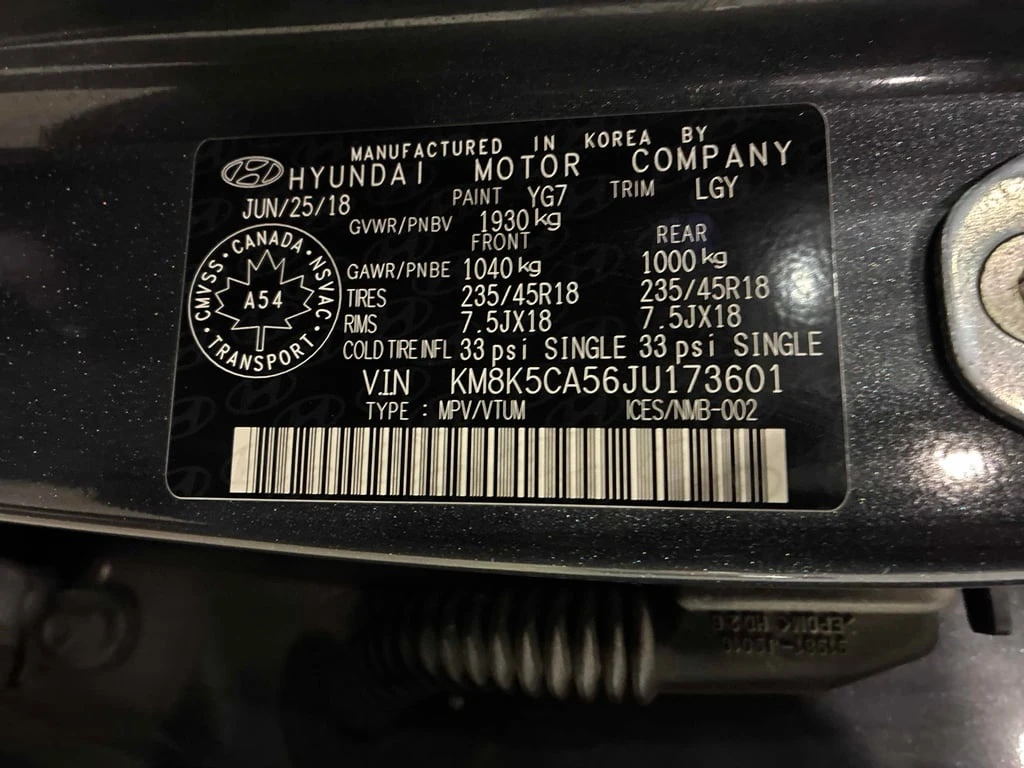 MANUFACTURED IN KOREA BY
HYUNDAI MOTOR COMPANY
JUN/25/18 PAINT YG7 TRIM LGY
GVWR/PNBV 1930 kg
FRONT REAR
GAWR/PNBE 1040 kg 1000 kg
TIRES 235/45R18 235/45R18
RIMS 7.5JX18 7.5JX18
COLD TIRE INFL 33 psi SINGLE 33 psi SINGLE
V.I.N KM8K5CA56JU173601
TYPE : MPV/VTUM ICES/NMB-002
CMVSS · CANADA · NSVAC · TRANSPORT ·
A54
HD2 6